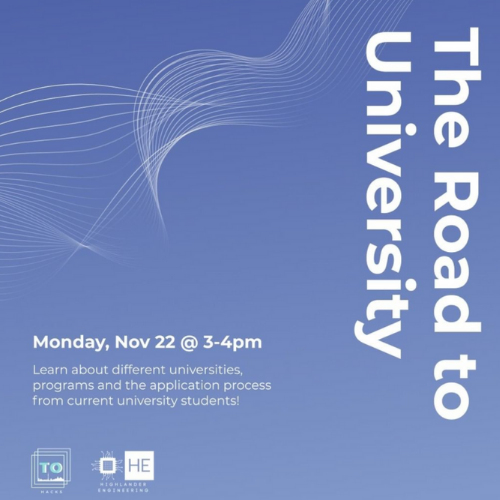 The Road to
University
Monday, Nov 22 @ 3-4pm
Learn about different universities,
programs and the application process
from current university students!
TO
HACKS
HE
HIGHLANDER
ENGINEERING